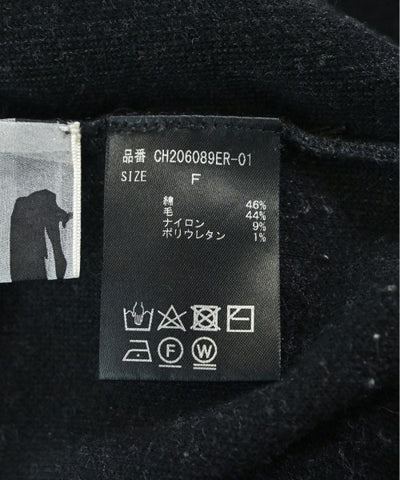 品番 CH206089ER-01
SIZE F
綿 46%
毛 44%
ナイロン 9%
ポリウレタン 1%
F W